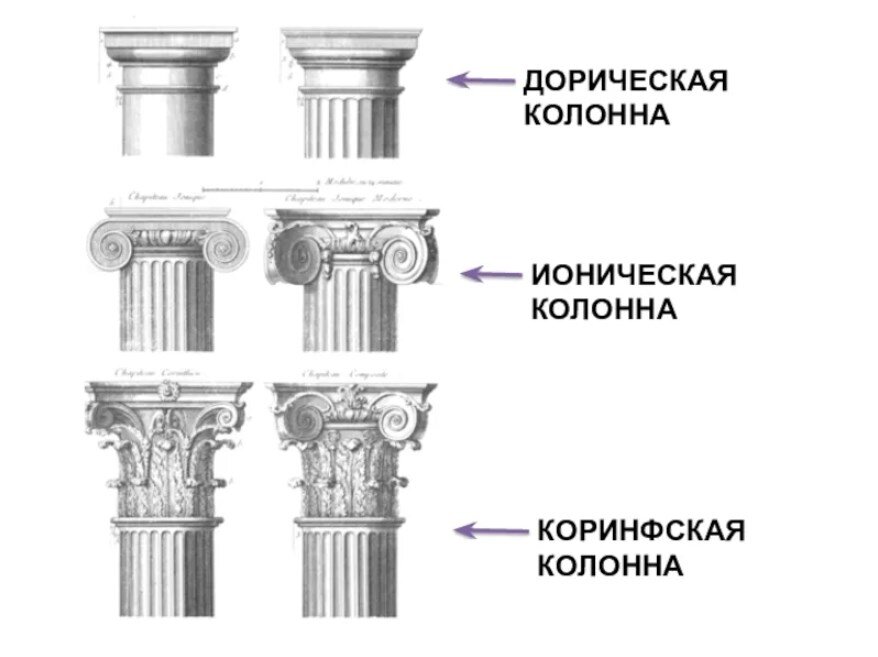 ДОРИЧЕСКАЯ
КОЛОННА
Chapiteau Ionique
Chapiteau Ionique Moderne
ИОНИЧЕСКАЯ
КОЛОННА
Chapiteau Corinthien
Chapiteau Composite
КОРИНФСКАЯ
КОЛОННА